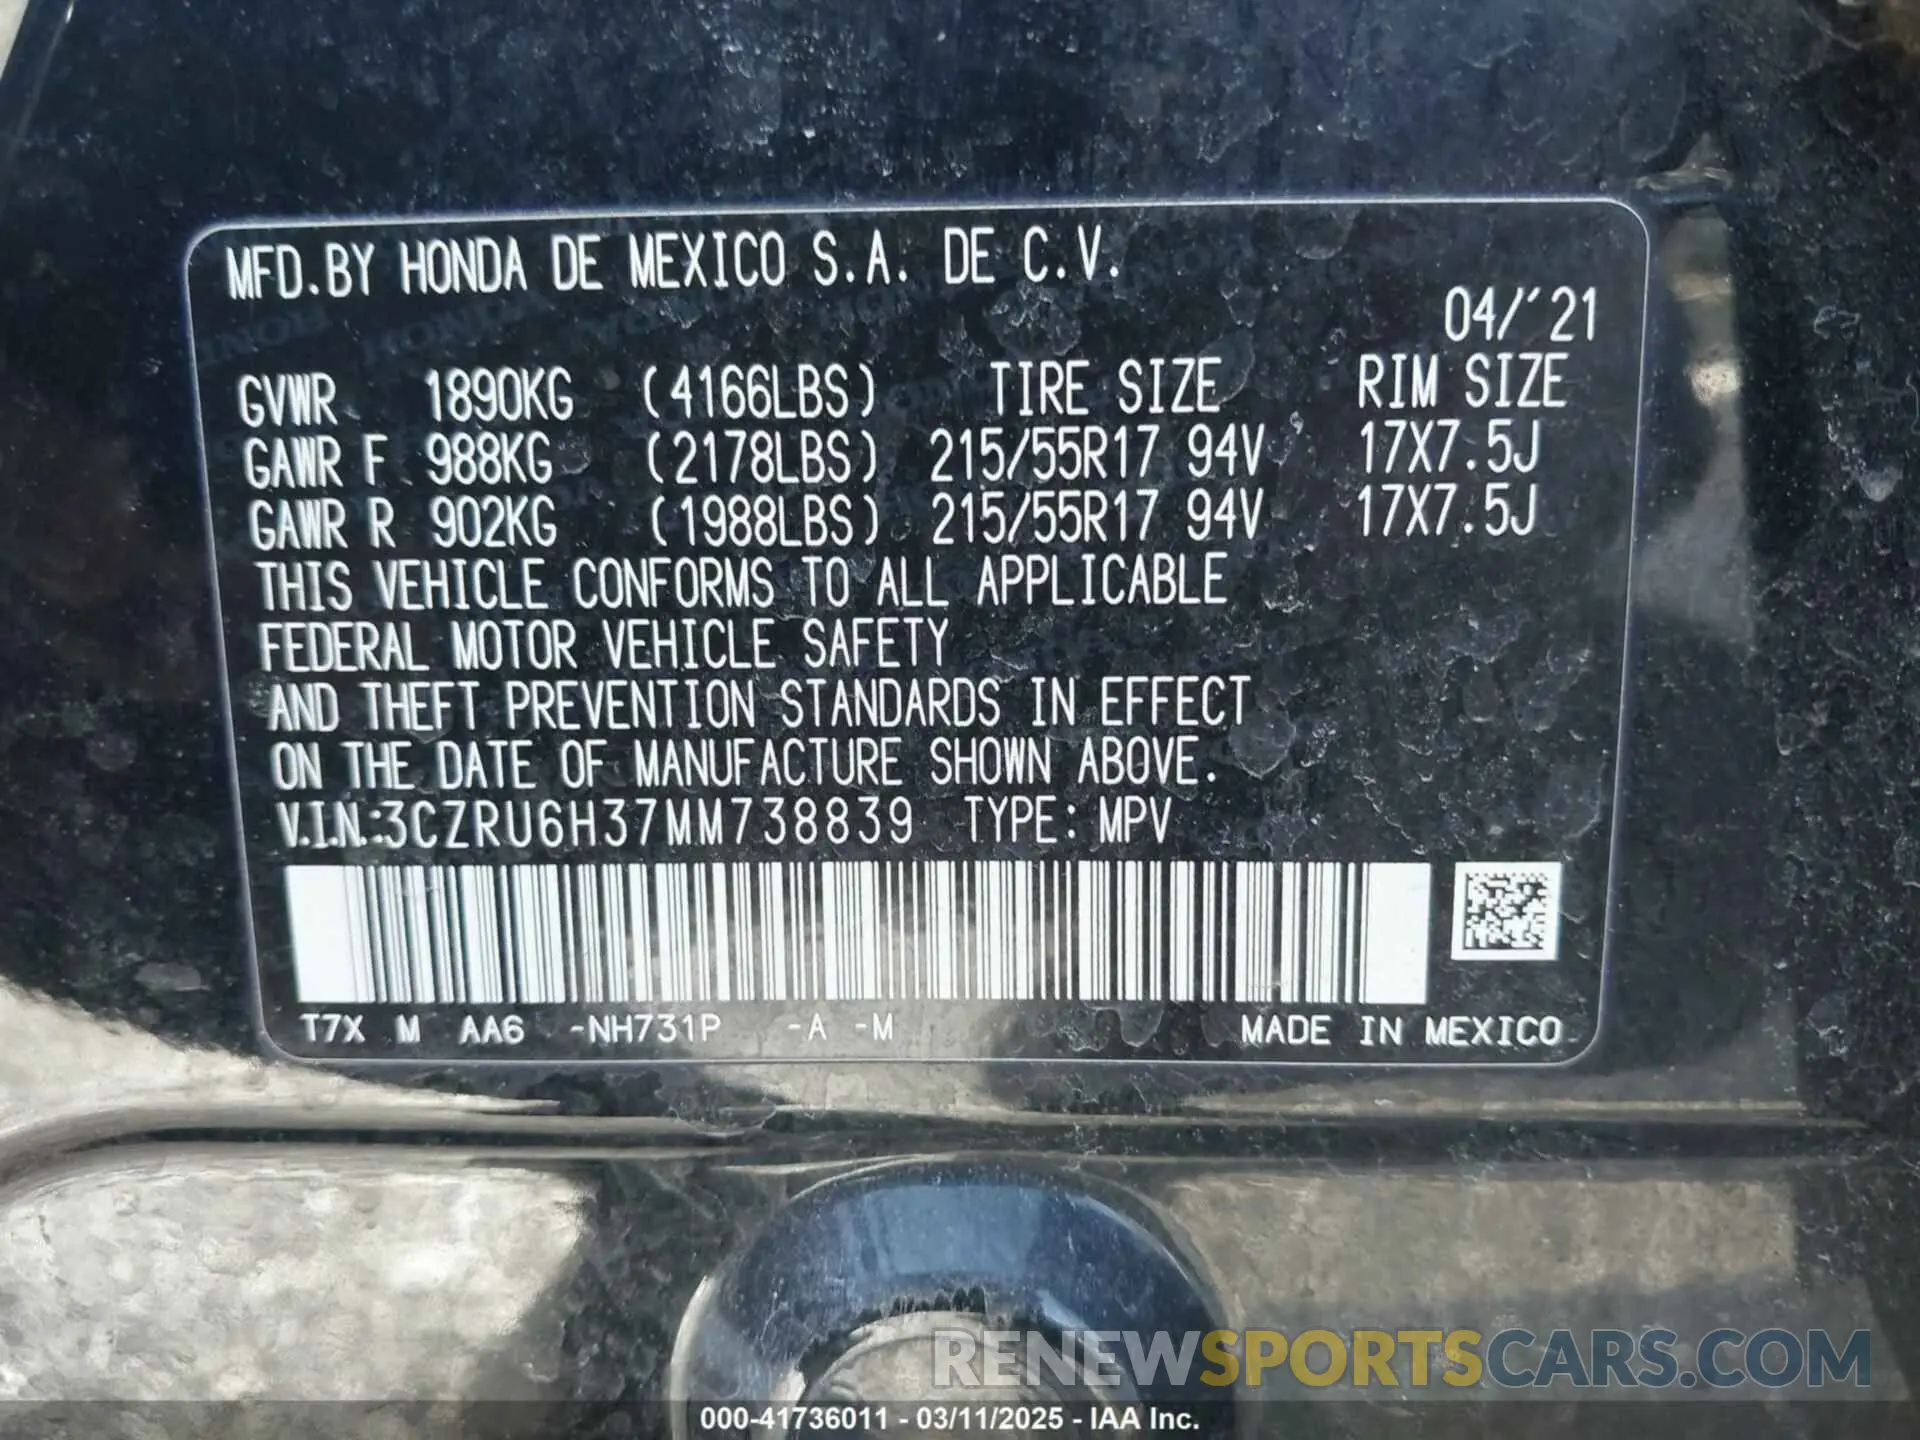 MFD.BY HONDA DE MEXICO S.A. DE C.V.
04/'21
GVWR 1890KG (4166LBS) TIRE SIZE RIM SIZE
GAWR F 988KG (2178LBS) 215/55R17 94V 17X7.5J
GAWR R 902KG (1988LBS) 215/55R17 94V 17X7.5J
THIS VEHICLE CONFORMS TO ALL APPLICABLE
FEDERAL MOTOR VEHICLE SAFETY
AND THEFT PREVENTION STANDARDS IN EFFECT
ON THE DATE OF MANUFACTURE SHOWN ABOVE.
V.I.N.:3CZRU6H37MM738839 TYPE: MPV
T7X M AA6 -NH731P -A -M MADE IN MEXICO
RENEWSPORTSCARS.COM
000-41736011 - 03/11/2025 - IAA Inc.